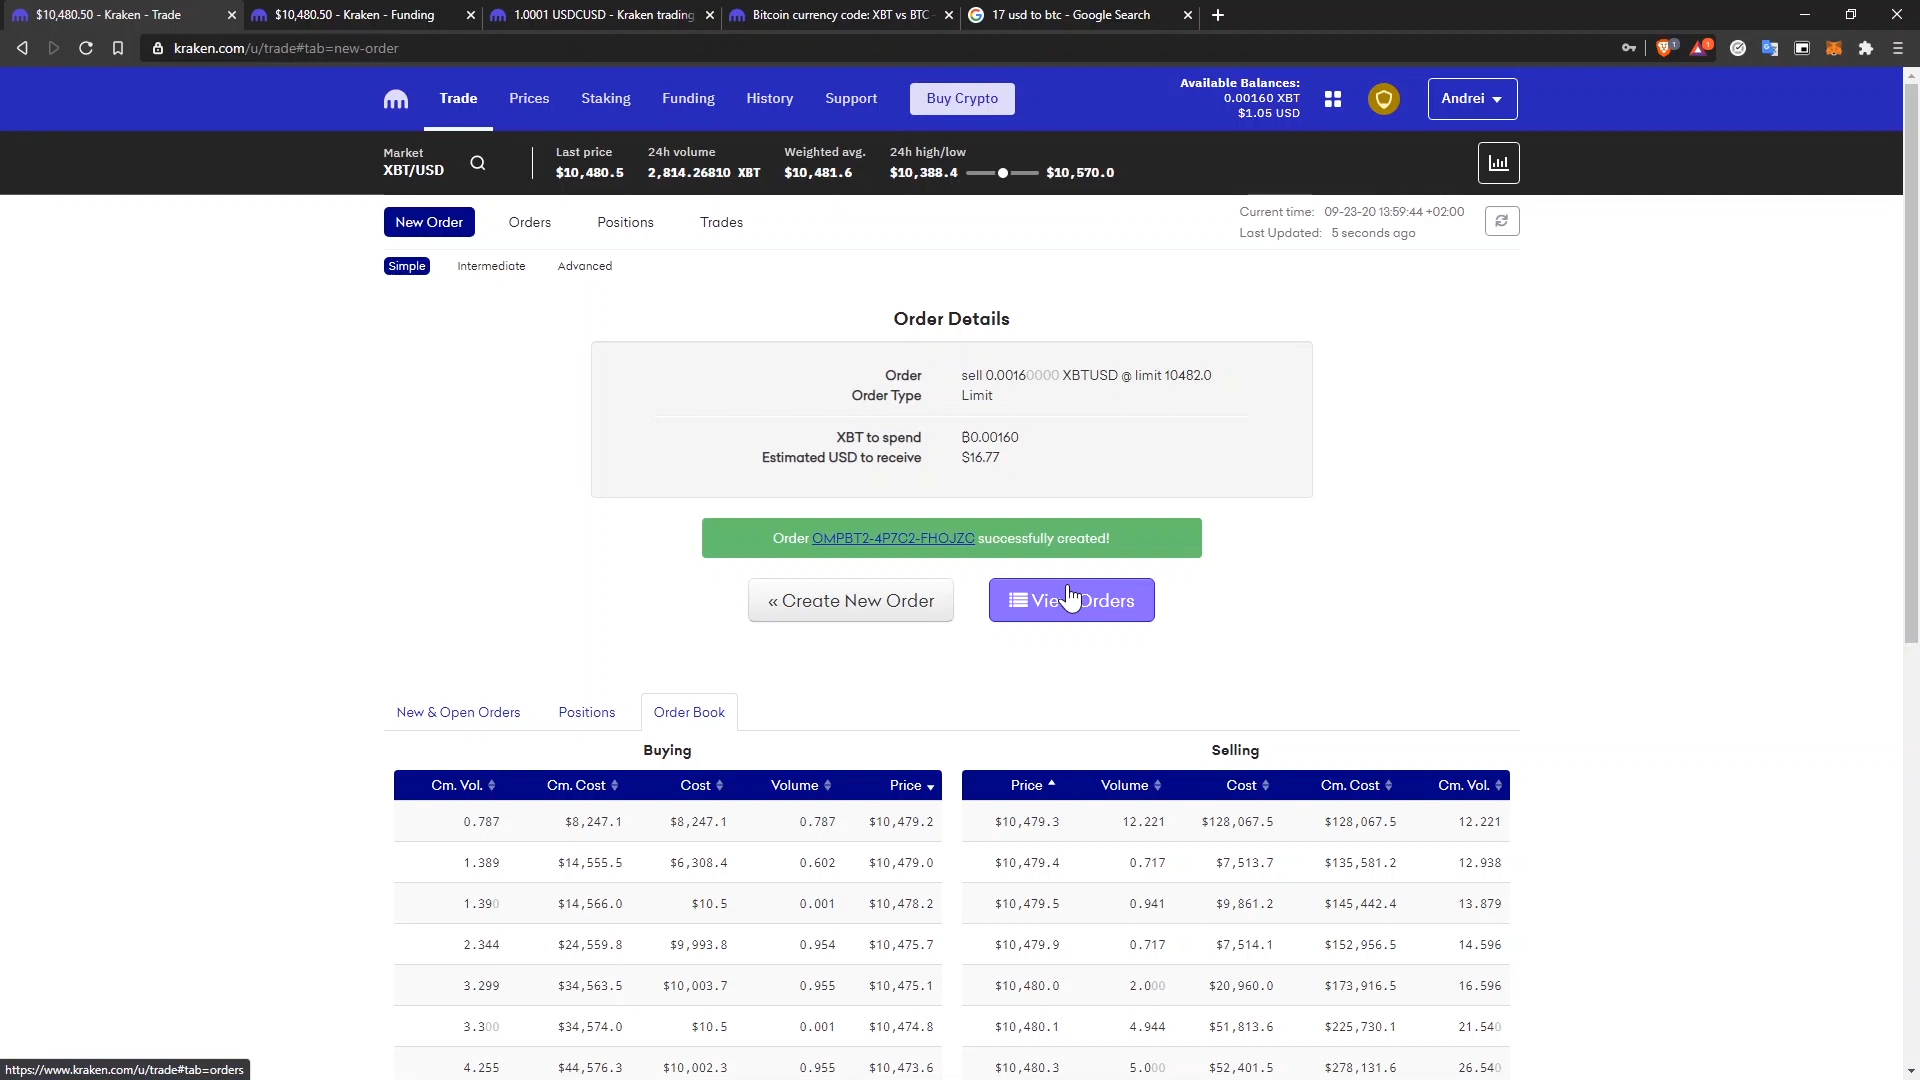 $10,480.50 - Kraken - Trade
$10,480.50 - Kraken - Funding
1.0001 USDCUSD - Kraken trading
Bitcoin currency code: XBT vs BTC -
17 usd to btc - Google Search
kraken.com/u/trade#tab=new-order
1
1
Trade Prices Staking Funding History Support Buy Crypto
Available Balances:
0.00160 XBT
$1.05 USD
Andrei
Market
XBT/USD
Last price
$10,480.5
24h volume
2,814.26810 XBT
Weighted avg.
$10,481.6
24h high/low
$10,388.4 $10,570.0
New Order Orders Positions Trades
Current time: 09-23-20 13:59:44 +02:00
Last Updated: 5 seconds ago
Simple Intermediate Advanced
Order Details
Order sell 0.00160000 XBTUSD @ limit 10482.0
Order Type Limit
XBT to spend ₿0.00160
Estimated USD to receive $16.77
Order OMPBT2-4P7C2-FHOJZC successfully created!
« Create New Order
Orders
New & Open Orders Positions Order Book
Buying
Cm. Vol. Cm. Cost Cost Volume Price
0.787 $8,247.1 $8,247.1 0.787 $10,479.2
1.389 $14,555.5 $6,308.4 0.602 $10,479.0
1.390 $14,566.0 $10.5 0.001 $10,478.2
2.344 $24,559.8 $9,993.8 0.954 $10,475.7
3.299 $34,563.5 $10,003.7 0.955 $10,475.1
3.300 $34,574.0 $10.5 0.001 $10,474.8
4.255 $44,576.3 $10,002.3 0.955 $10,473.6
Selling
Price Volume Cost Cm. Cost Cm. Vol.
$10,479.3 12.221 $128,067.5 $128,067.5 12.221
$10,479.4 0.717 $7,513.7 $135,581.2 12.938
$10,479.5 0.941 $9,861.2 $145,442.4 13.879
$10,479.9 0.717 $7,514.1 $152,956.5 14.596
$10,480.0 2.000 $20,960.0 $173,916.5 16.596
$10,480.1 4.944 $51,813.6 $225,730.1 21.540
$10,480.3 5.000 $52,401.5 $278,131.6 26.540
https://www.kraken.com/u/trade#tab=orders